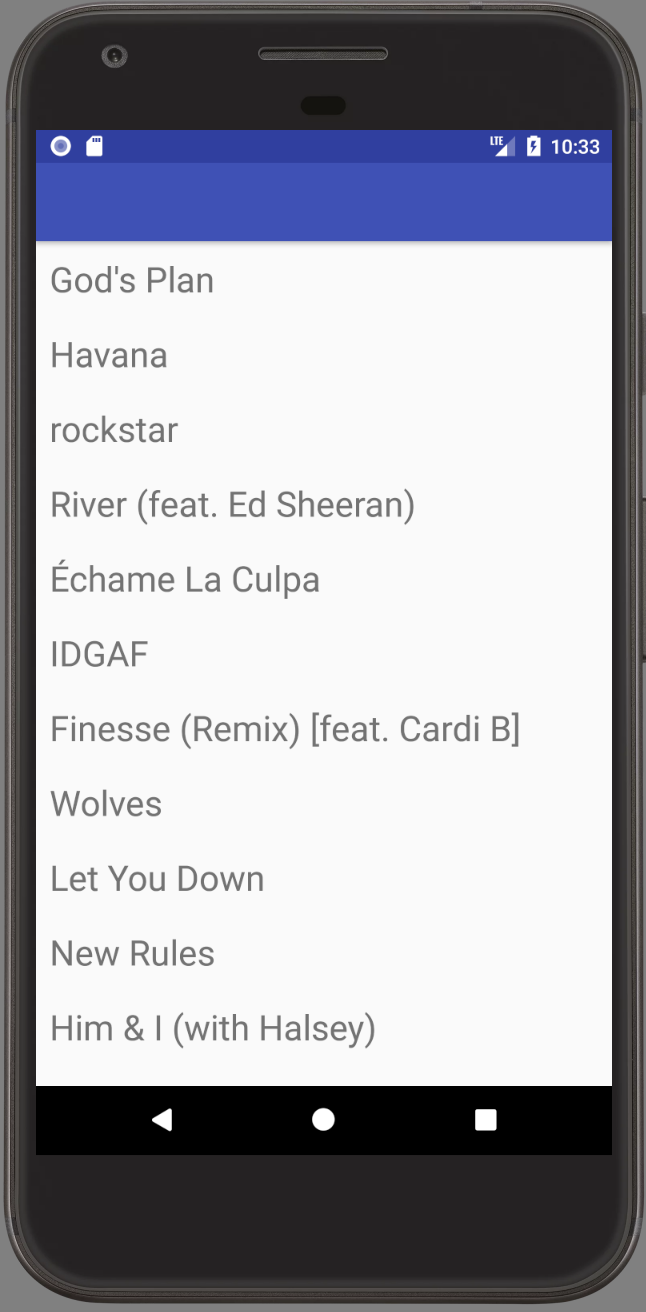 LTE 10:33
God's Plan
Havana
rockstar
River (feat. Ed Sheeran)
Échame La Culpa
IDGAF
Finesse (Remix) [feat. Cardi B]
Wolves
Let You Down
New Rules
Him & I (with Halsey)